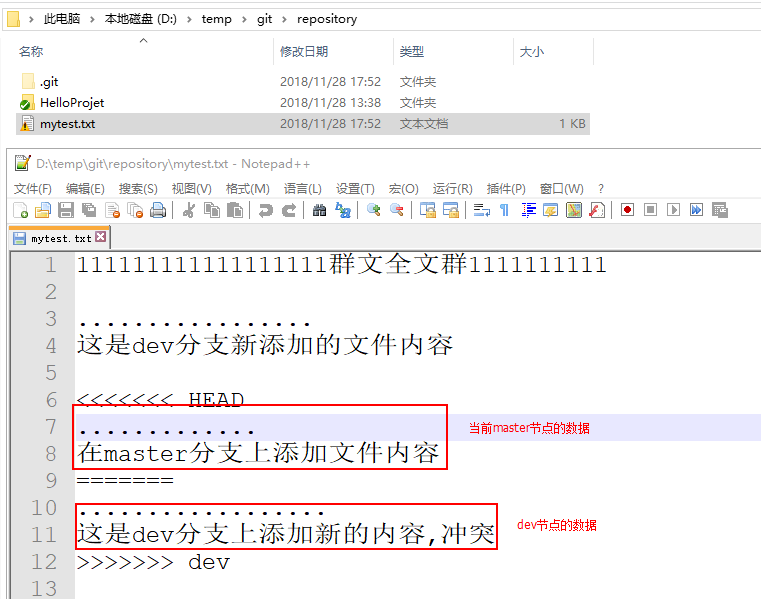 此电脑 › 本地磁盘 (D:) › temp › git › repository
名称 修改日期 类型 大小
.git 2018/11/28 17:52 文件夹
HelloProjet 2018/11/28 13:38 文件夹
mytest.txt 2018/11/28 17:52 文本文档 1 KB
D:\temp\git\repository\mytest.txt - Notepad++
文件(F) 编辑(E) 搜索(S) 视图(V) 格式(M) 语言(L) 设置(T) 宏(O) 运行(R) 插件(P) 窗口(W) ?
mytest.txt
1 111111111111111111群文全文群1111111111
2
3 .................
4 这是dev分支新添加的文件内容
5
6 <<<<<<< HEAD
7 ............. 当前master节点的数据
8 在master分支上添加文件内容
9 =======
10 ..................
11 这是dev分支上添加新的内容,冲突 dev节点的数据
12 >>>>>>> dev
13